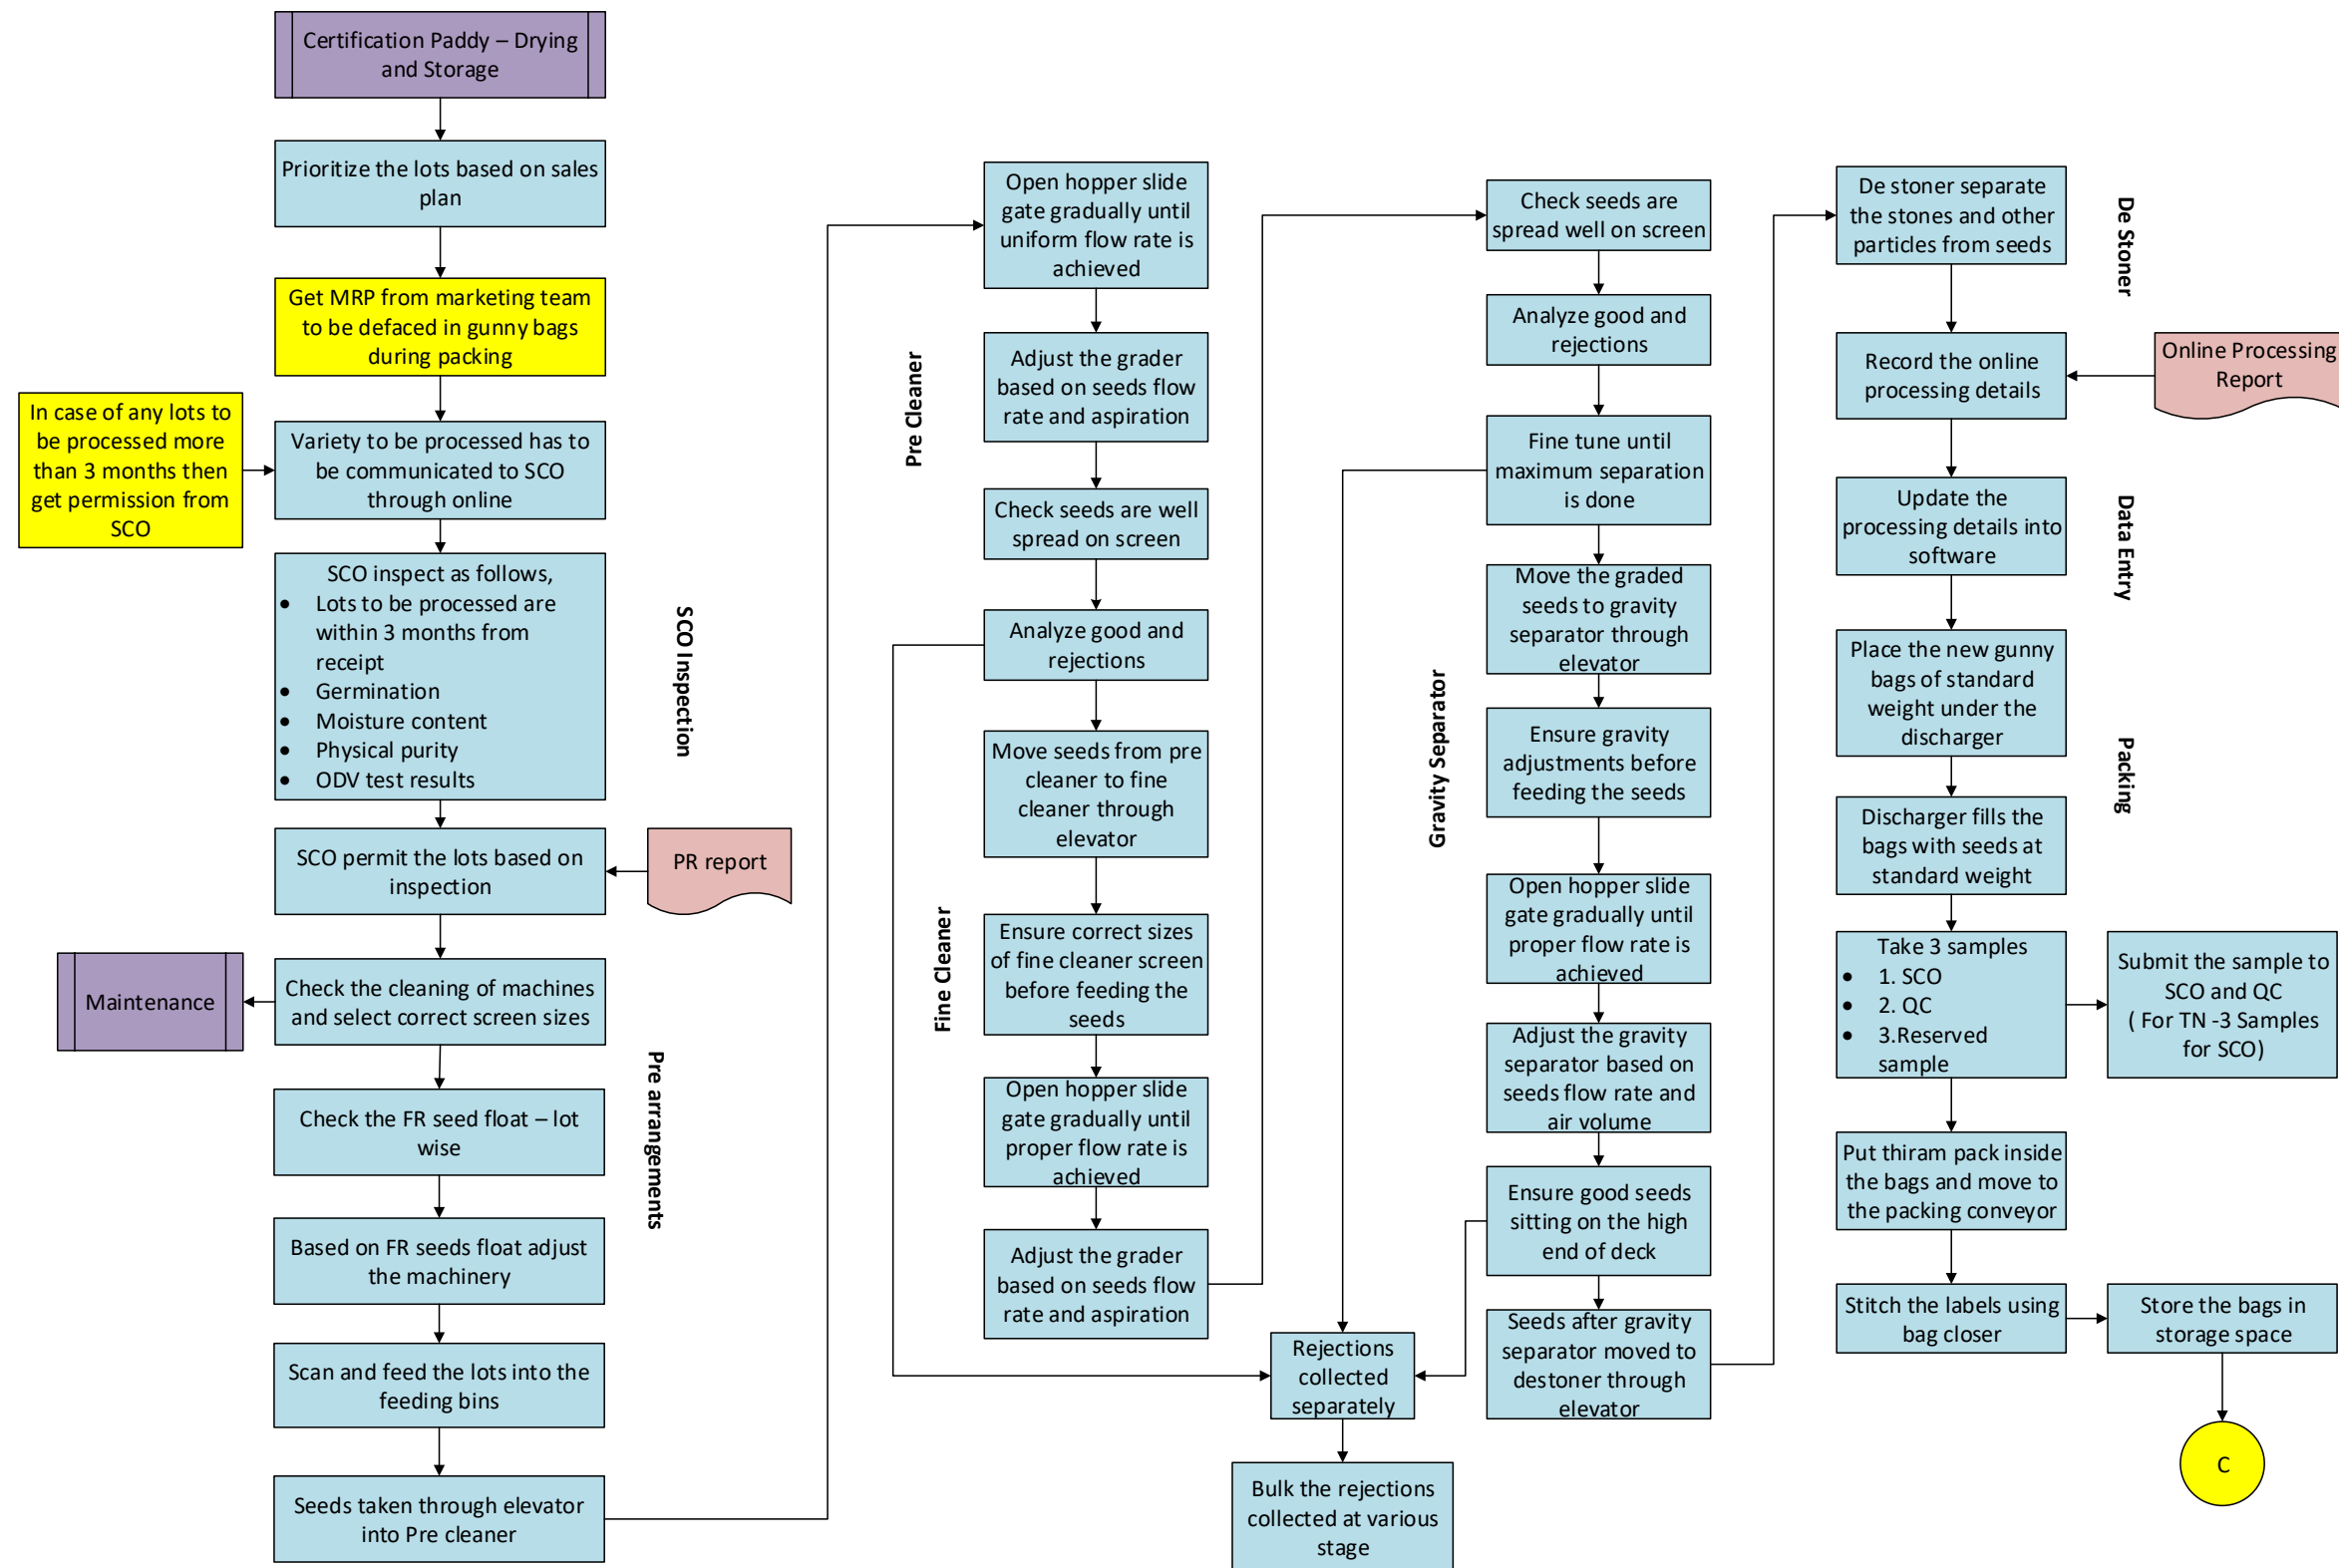 Certification Paddy – Drying
and Storage
Prioritize the lots based on sales
plan
Get MRP from marketing team
to be defaced in gunny bags
during packing
In case of any lots to
be processed more
than 3 months then
get permission from
SCO
Variety to be processed has to
be communicated to SCO
through online
SCO inspect as follows,
• Lots to be processed are
within 3 months from
receipt
• Germination
• Moisture content
• Physical purity
• ODV test results
SCO Inspection
SCO permit the lots based on
inspection
PR report
Maintenance
Check the cleaning of machines
and select correct screen sizes
Check the FR seed float – lot
wise
Pre arrangements
Based on FR seeds float adjust
the machinery
Scan and feed the lots into the
feeding bins
Seeds taken through elevator
into Pre cleaner
Open hopper slide
gate gradually until
uniform flow rate is
achieved
Pre Cleaner
Adjust the grader
based on seeds flow
rate and aspiration
Check seeds are well
spread on screen
Analyze good and
rejections
Move seeds from pre
cleaner to fine
cleaner through
elevator
Fine Cleaner
Ensure correct sizes
of fine cleaner screen
before feeding the
seeds
Open hopper slide
gate gradually until
proper flow rate is
achieved
Adjust the grader
based on seeds flow
rate and aspiration
Check seeds are
spread well on screen
Analyze good and
rejections
Fine tune until
maximum separation
is done
Move the graded
seeds to gravity
separator through
elevator
Gravity Separator
Ensure gravity
adjustments before
feeding the seeds
Open hopper slide
gate gradually until
proper flow rate is
achieved
Adjust the gravity
separator based on
seeds flow rate and
air volume
Ensure good seeds
sitting on the high
end of deck
Seeds after gravity
separator moved to
destoner through
elevator
Rejections
collected
separately
Bulk the rejections
collected at various
stage
De stoner separate
the stones and other
particles from seeds
De Stoner
Record the online
processing details
Online Processing
Report
Update the
processing details into
software
Data Entry
Place the new gunny
bags of standard
weight under the
discharger
Packing
Discharger fills the
bags with seeds at
standard weight
Take 3 samples
• 1. SCO
• 2. QC
• 3.Reserved
sample
Submit the sample to
SCO and QC
( For TN -3 Samples
for SCO)
Put thiram pack inside
the bags and move to
the packing conveyor
Stitch the labels using
bag closer
Store the bags in
storage space
C